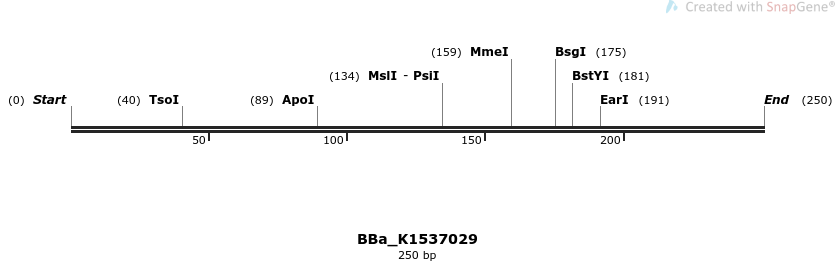 Created with SnapGene®
(159) MmeI BsgI (175)
(134) MslI - PsiI BstYI (181)
(0) Start (40) TsoI (89) ApoI EarI (191) End (250)
50 100 150 200
BBa_K1537029
250 bp